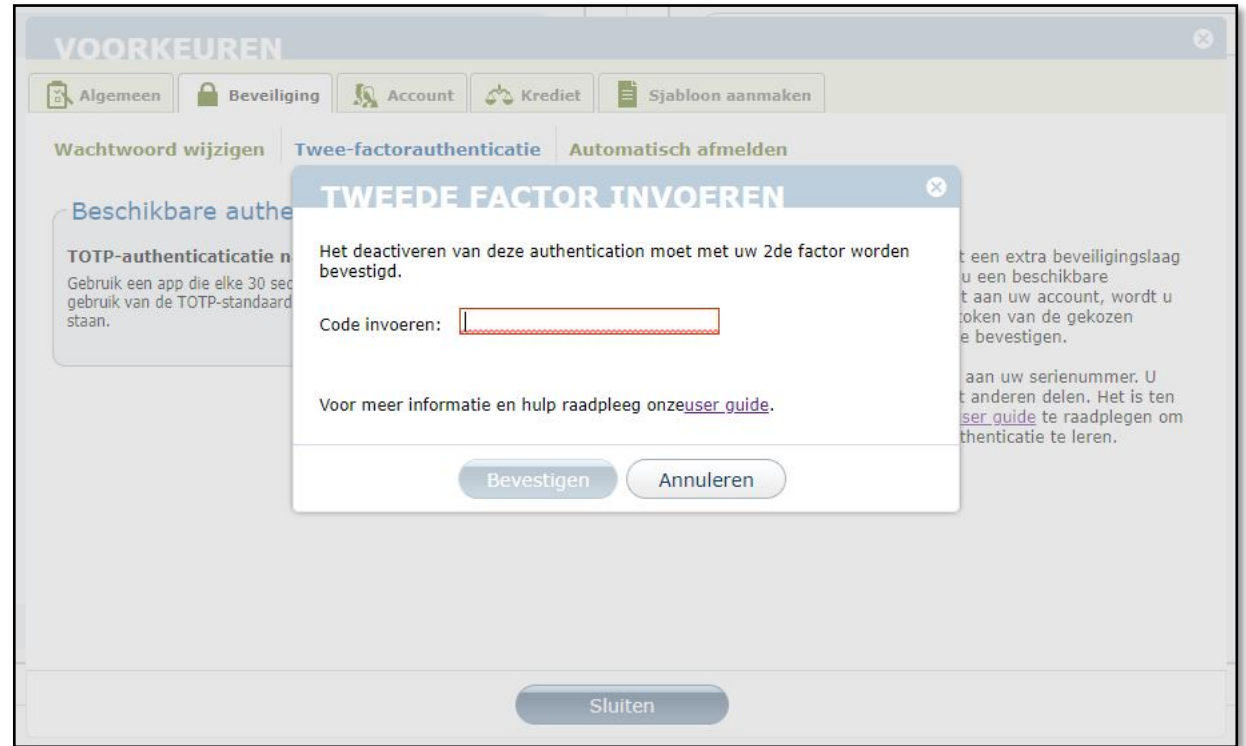 VOORKEUREN
Algemeen
Beveiliging
Account
Krediet
Sjabloon aanmaken
Wachtwoord wijzigen
Twee-factorauthenticatie
Automatisch afmelden
Beschikbare authe
TOTP-authenticaticatie n
Gebruik een app die elke 30 sec
gebruik van de TOTP-standaard
staan.
TWEEDE FACTOR INVOEREN
Het deactiveren van deze authentication moet met uw 2de factor worden
bevestigd.
Code invoeren:
Voor meer informatie en hulp raadpleeg onzeuser guide.
Bevestigen
Annuleren
t een extra beveiligingslaag
u een beschikbare
t aan uw account, wordt u
token van de gekozen
e bevestigen.
aan uw serienummer. U
t anderen delen. Het is ten
ser guide te raadplegen om
thenticatie te leren.
Sluiten